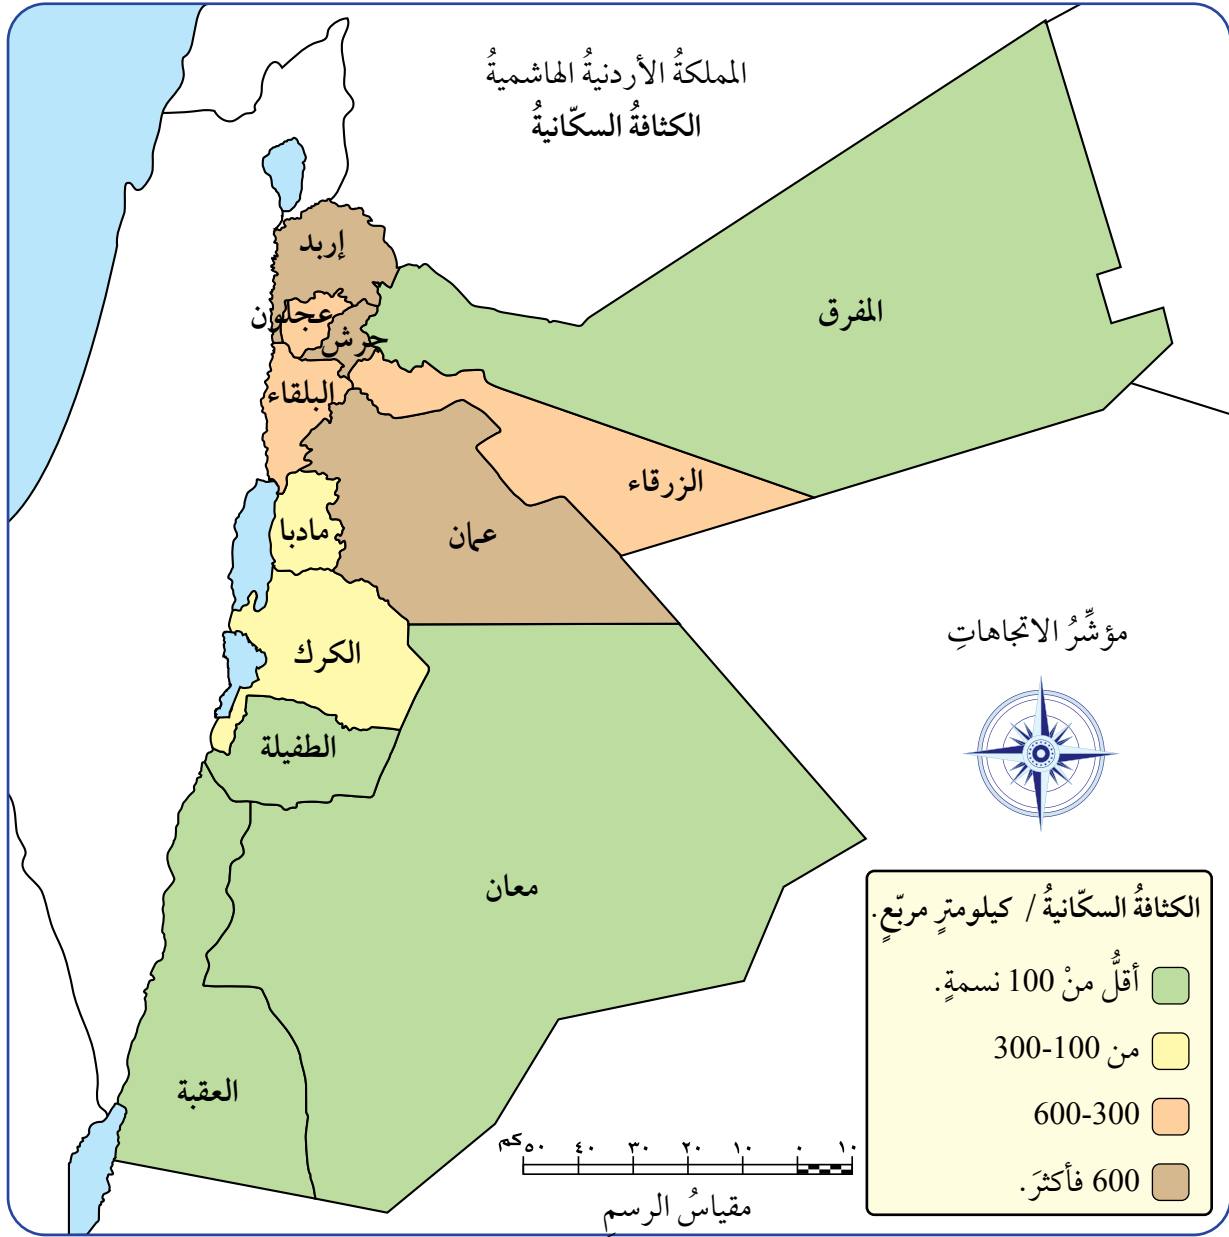 المملكةُ الأردنيةُ الهاشميةُ
الكثافةُ السكّانيةُ
إربد
عجلون
جرش
المفرق
البلقاء
الزرقاء
مادبا
عمان
الكرك
الطفيلة
معان
العقبة
مؤشِّرُ الاتجاهاتِ
الكثافةُ السكّانيةُ / كيلومترٍ مربّعٍ.
أقلُّ منْ 100 نسمةٍ.
من 100-300
300-600
600 فأكثرَ.
كم ٥٠ ٤٠ ٣٠ ٢٠ ١٠ ٠ ١٠
مقياسُ الرسمِ